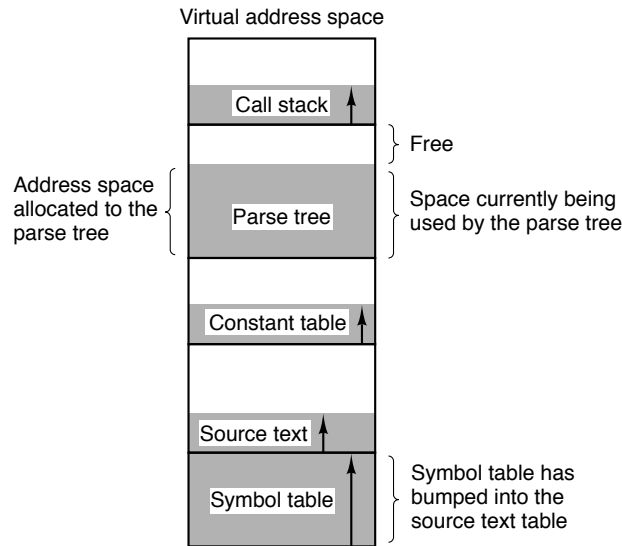 Virtual address space
Call stack
Free
Address space
allocated to the
parse tree
Parse tree
Space currently being
used by the parse tree
Constant table
Source text
Symbol table
Symbol table has
bumped into the
source text table